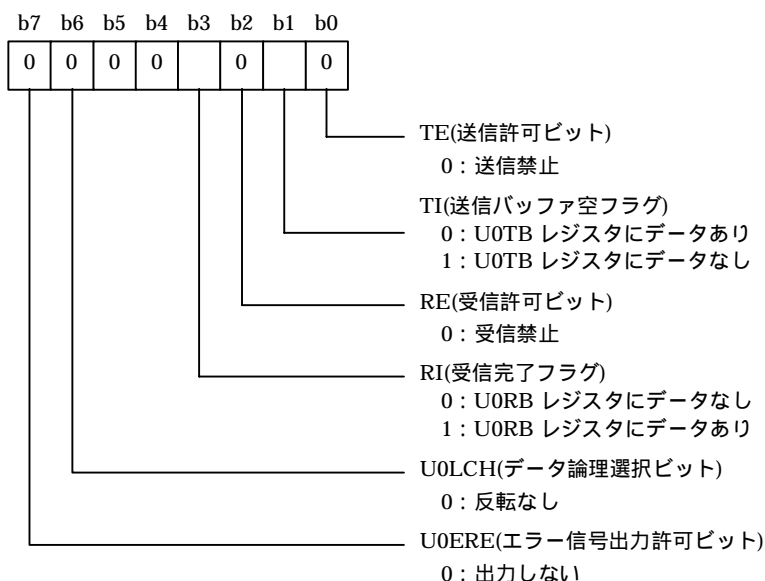 b7 b6 b5 b4 b3 b2 b1 b0
0 0 0 0 0 0
TE(送信許可ビット)
0：送信禁止
TI(送信バッファ空フラグ)
0：U0TB レジスタにデータあり
1：U0TB レジスタにデータなし
RE(受信許可ビット)
0：受信禁止
RI(受信完了フラグ)
0：U0RB レジスタにデータなし
1：U0RB レジスタにデータあり
U0LCH(データ論理選択ビット)
0：反転なし
U0ERE(エラー信号出力許可ビット)
0：出力しない